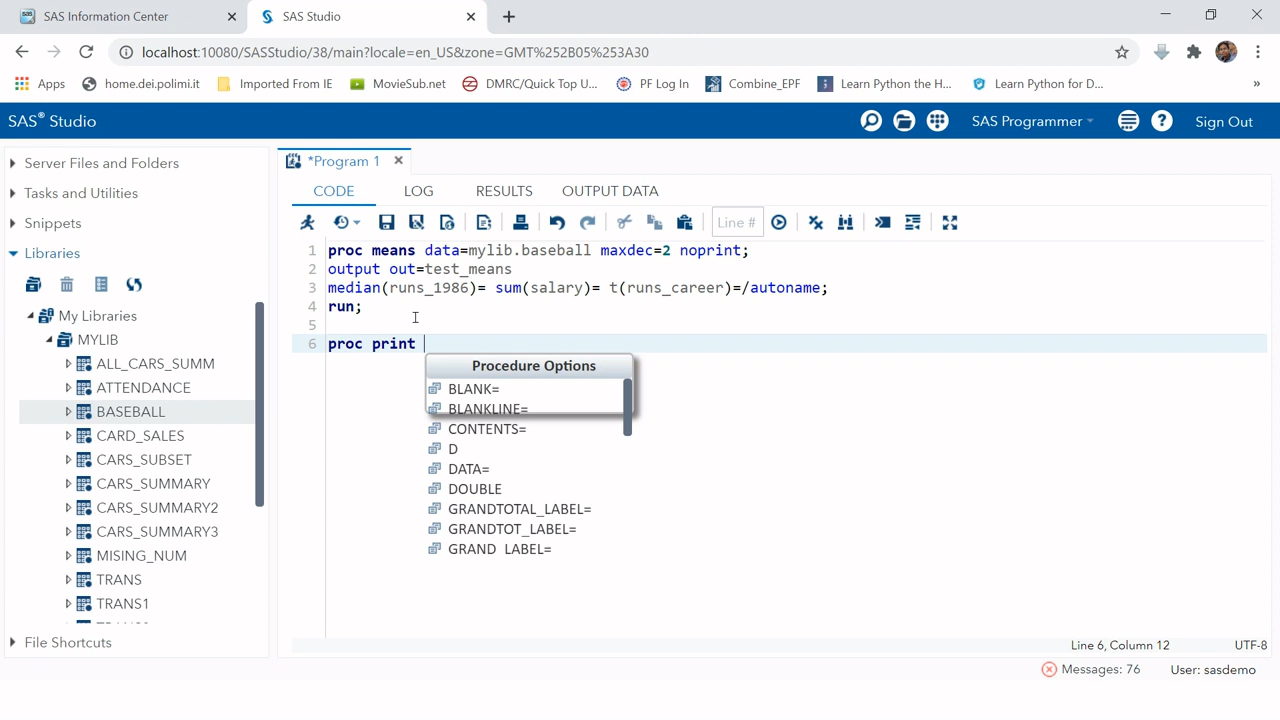 SAS Information Center
SAS Studio
localhost:10080/SASStudio/38/main?locale=en_US&zone=GMT%252B05%253A30
Apps
home.dei.polimi.it
Imported From IE
MovieSub.net
DMRC/Quick Top U...
PF Log In
Combine_EPF
Learn Python the H...
Learn Python for D...
»
SAS® Studio
SAS Programmer
Sign Out
Server Files and Folders
Tasks and Utilities
Snippets
Libraries
My Libraries
MYLIB
ALL_CARS_SUMM
ATTENDANCE
BASEBALL
CARD_SALES
CARS_SUBSET
CARS_SUMMARY
CARS_SUMMARY2
CARS_SUMMARY3
MISING_NUM
TRANS
TRANS1
File Shortcuts
*Program 1
CODE
LOG
RESULTS
OUTPUT DATA
Line #
1 proc means data=mylib.baseball maxdec=2 noprint;
2 output out=test_means
3 median(runs_1986)= sum(salary)= t(runs_career)=/autoname;
4 run;
5
6 proc print
Procedure Options
BLANK=
BLANKLINE=
CONTENTS=
D
DATA=
DOUBLE
GRANDTOTAL_LABEL=
GRANDTOT_LABEL=
GRAND_LABEL=
Line 6, Column 12
UTF-8
Messages: 76
User: sasdemo